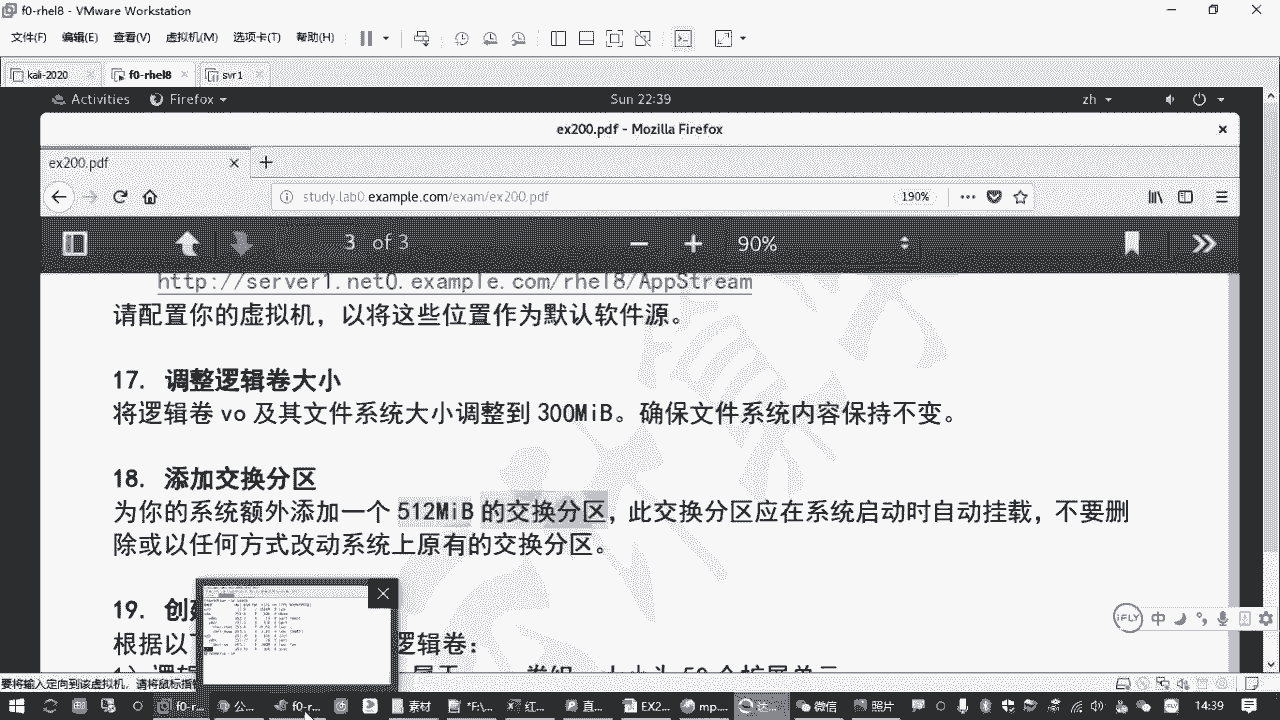 f0-rhel8 - VMware Workstation
文件(F) 编辑(E) 查看(V) 虚拟机(M) 选项卡(T) 帮助(H)
kali-2020 f0-rhel8 svr1
Activities Firefox Sun 22:39 zh
ex200.pdf - Mozilla Firefox
ex200.pdf
study.lab0.example.com/exam/ex200.pdf 190%
3 of 3 90%
http://server1.net0.example.com/rhel8/AppStream
请配置你的虚拟机，以将这些位置作为默认软件源。
17. 调整逻辑卷大小
将逻辑卷 vo 及其文件系统大小调整到 300MiB。确保文件系统内容保持不变。
18. 添加交换分区
为你的系统额外添加一个 512MiB 的交换分区，此交换分区应在系统启动时自动挂载，不要删
除或以任何方式改动系统上原有的交换分区。
19. 创
根据以 逻辑卷：
iFLY 中
要将输入定向到该虚拟机，请将鼠标指
f0-r... 公... f0-r... 素材 "F:\... 红... 直... EX2... mp... 达... 微信 照片 14:39